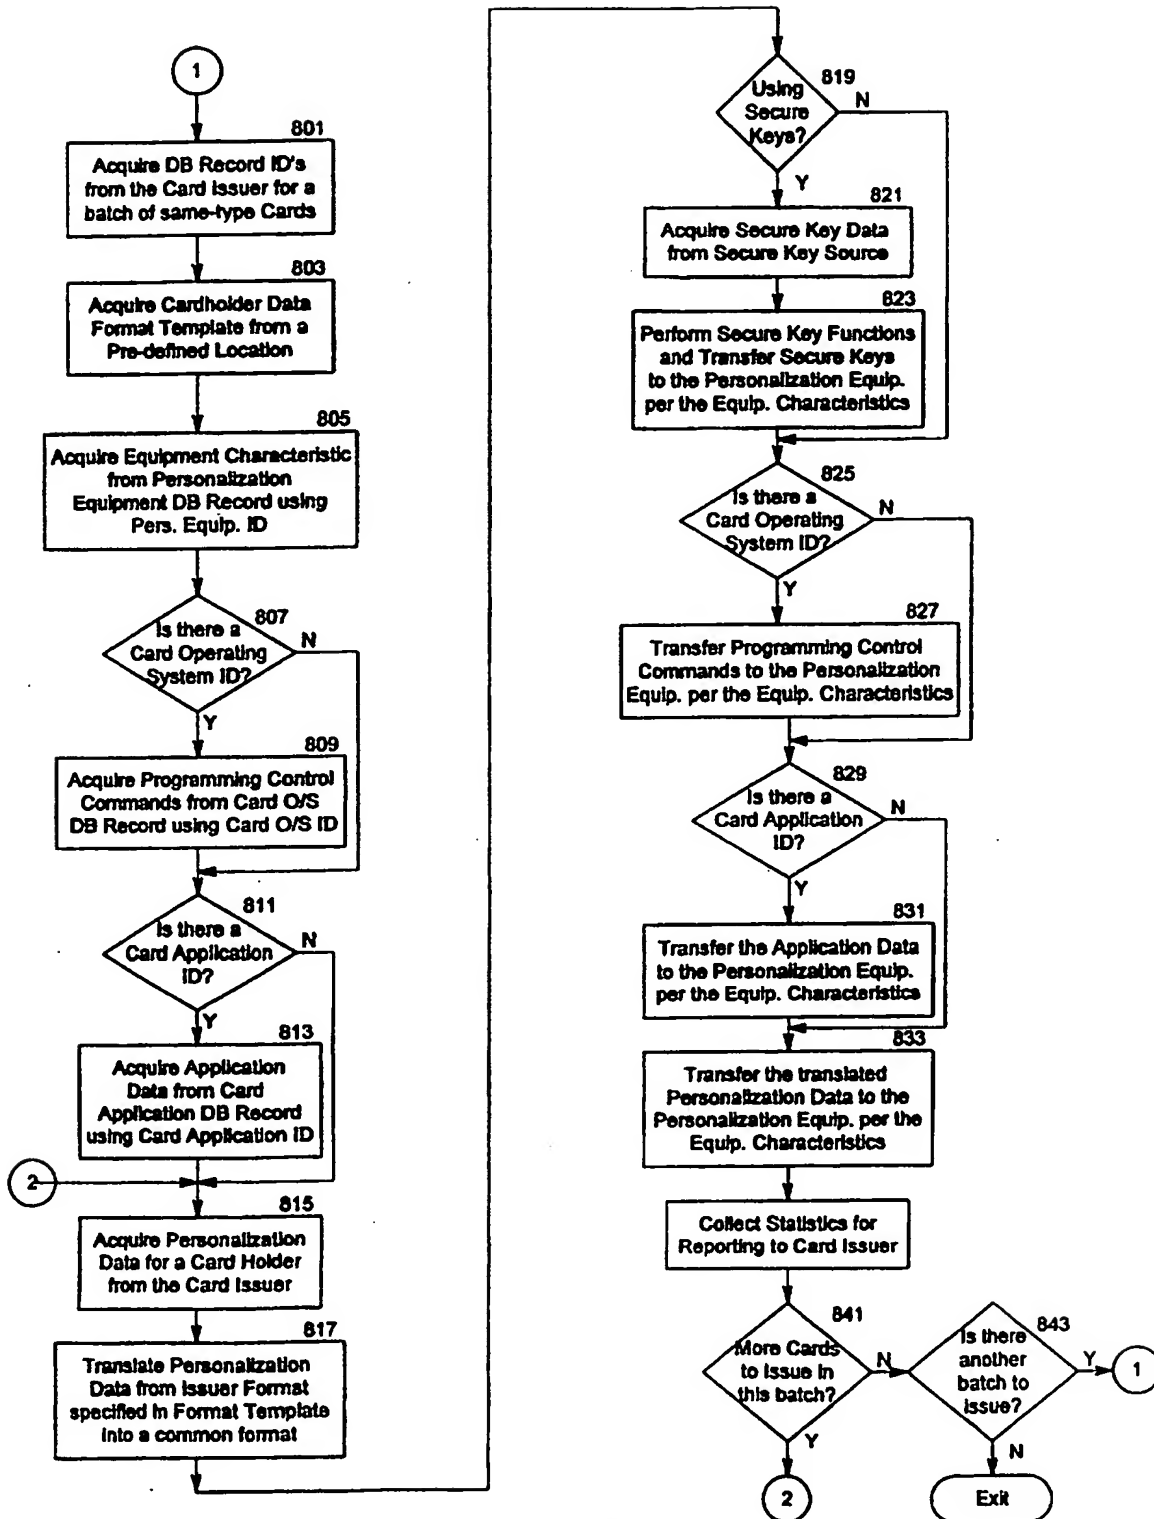 1
801
Acquire DB Record ID's
from the Card Issuer for a
batch of same-type Cards
803
Acquire Cardholder Data
Format Template from a
Pre-defined Location
805
Acquire Equipment Characteristic
from Personalization
Equipment DB Record using
Pers. Equip. ID
807
Is there a
Card Operating
System ID?
N
Y
809
Acquire Programming Control
Commands from Card O/S
DB Record using Card O/S ID
811
Is there a
Card Application
ID?
N
Y
813
Acquire Application
Data from Card
Application DB Record
using Card Application ID
2
815
Acquire Personalization
Data for a Card Holder
from the Card Issuer
817
Translate Personalization
Data from Issuer Format
specified in Format Template
into a common format
819
Using
Secure
Keys?
N
Y
821
Acquire Secure Key Data
from Secure Key Source
823
Perform Secure Key Functions
and Transfer Secure Keys
to the Personalization Equip.
per the Equip. Characteristics
825
Is there a
Card Operating
System ID?
N
Y
827
Transfer Programming Control
Commands to the Personalization
Equip. per the Equip. Characteristics
829
Is there a
Card Application
ID?
N
Y
831
Transfer the Application Data
to the Personalization Equip.
per the Equip. Characteristics
833
Transfer the translated
Personalization Data to the
Personalization Equip. per the
Equip. Characteristics
Collect Statistics for
Reporting to Card Issuer
841
More Cards
to Issue in
this batch?
N
Y
2
843
Is there
another
batch to
issue?
Y
1
N
Exit